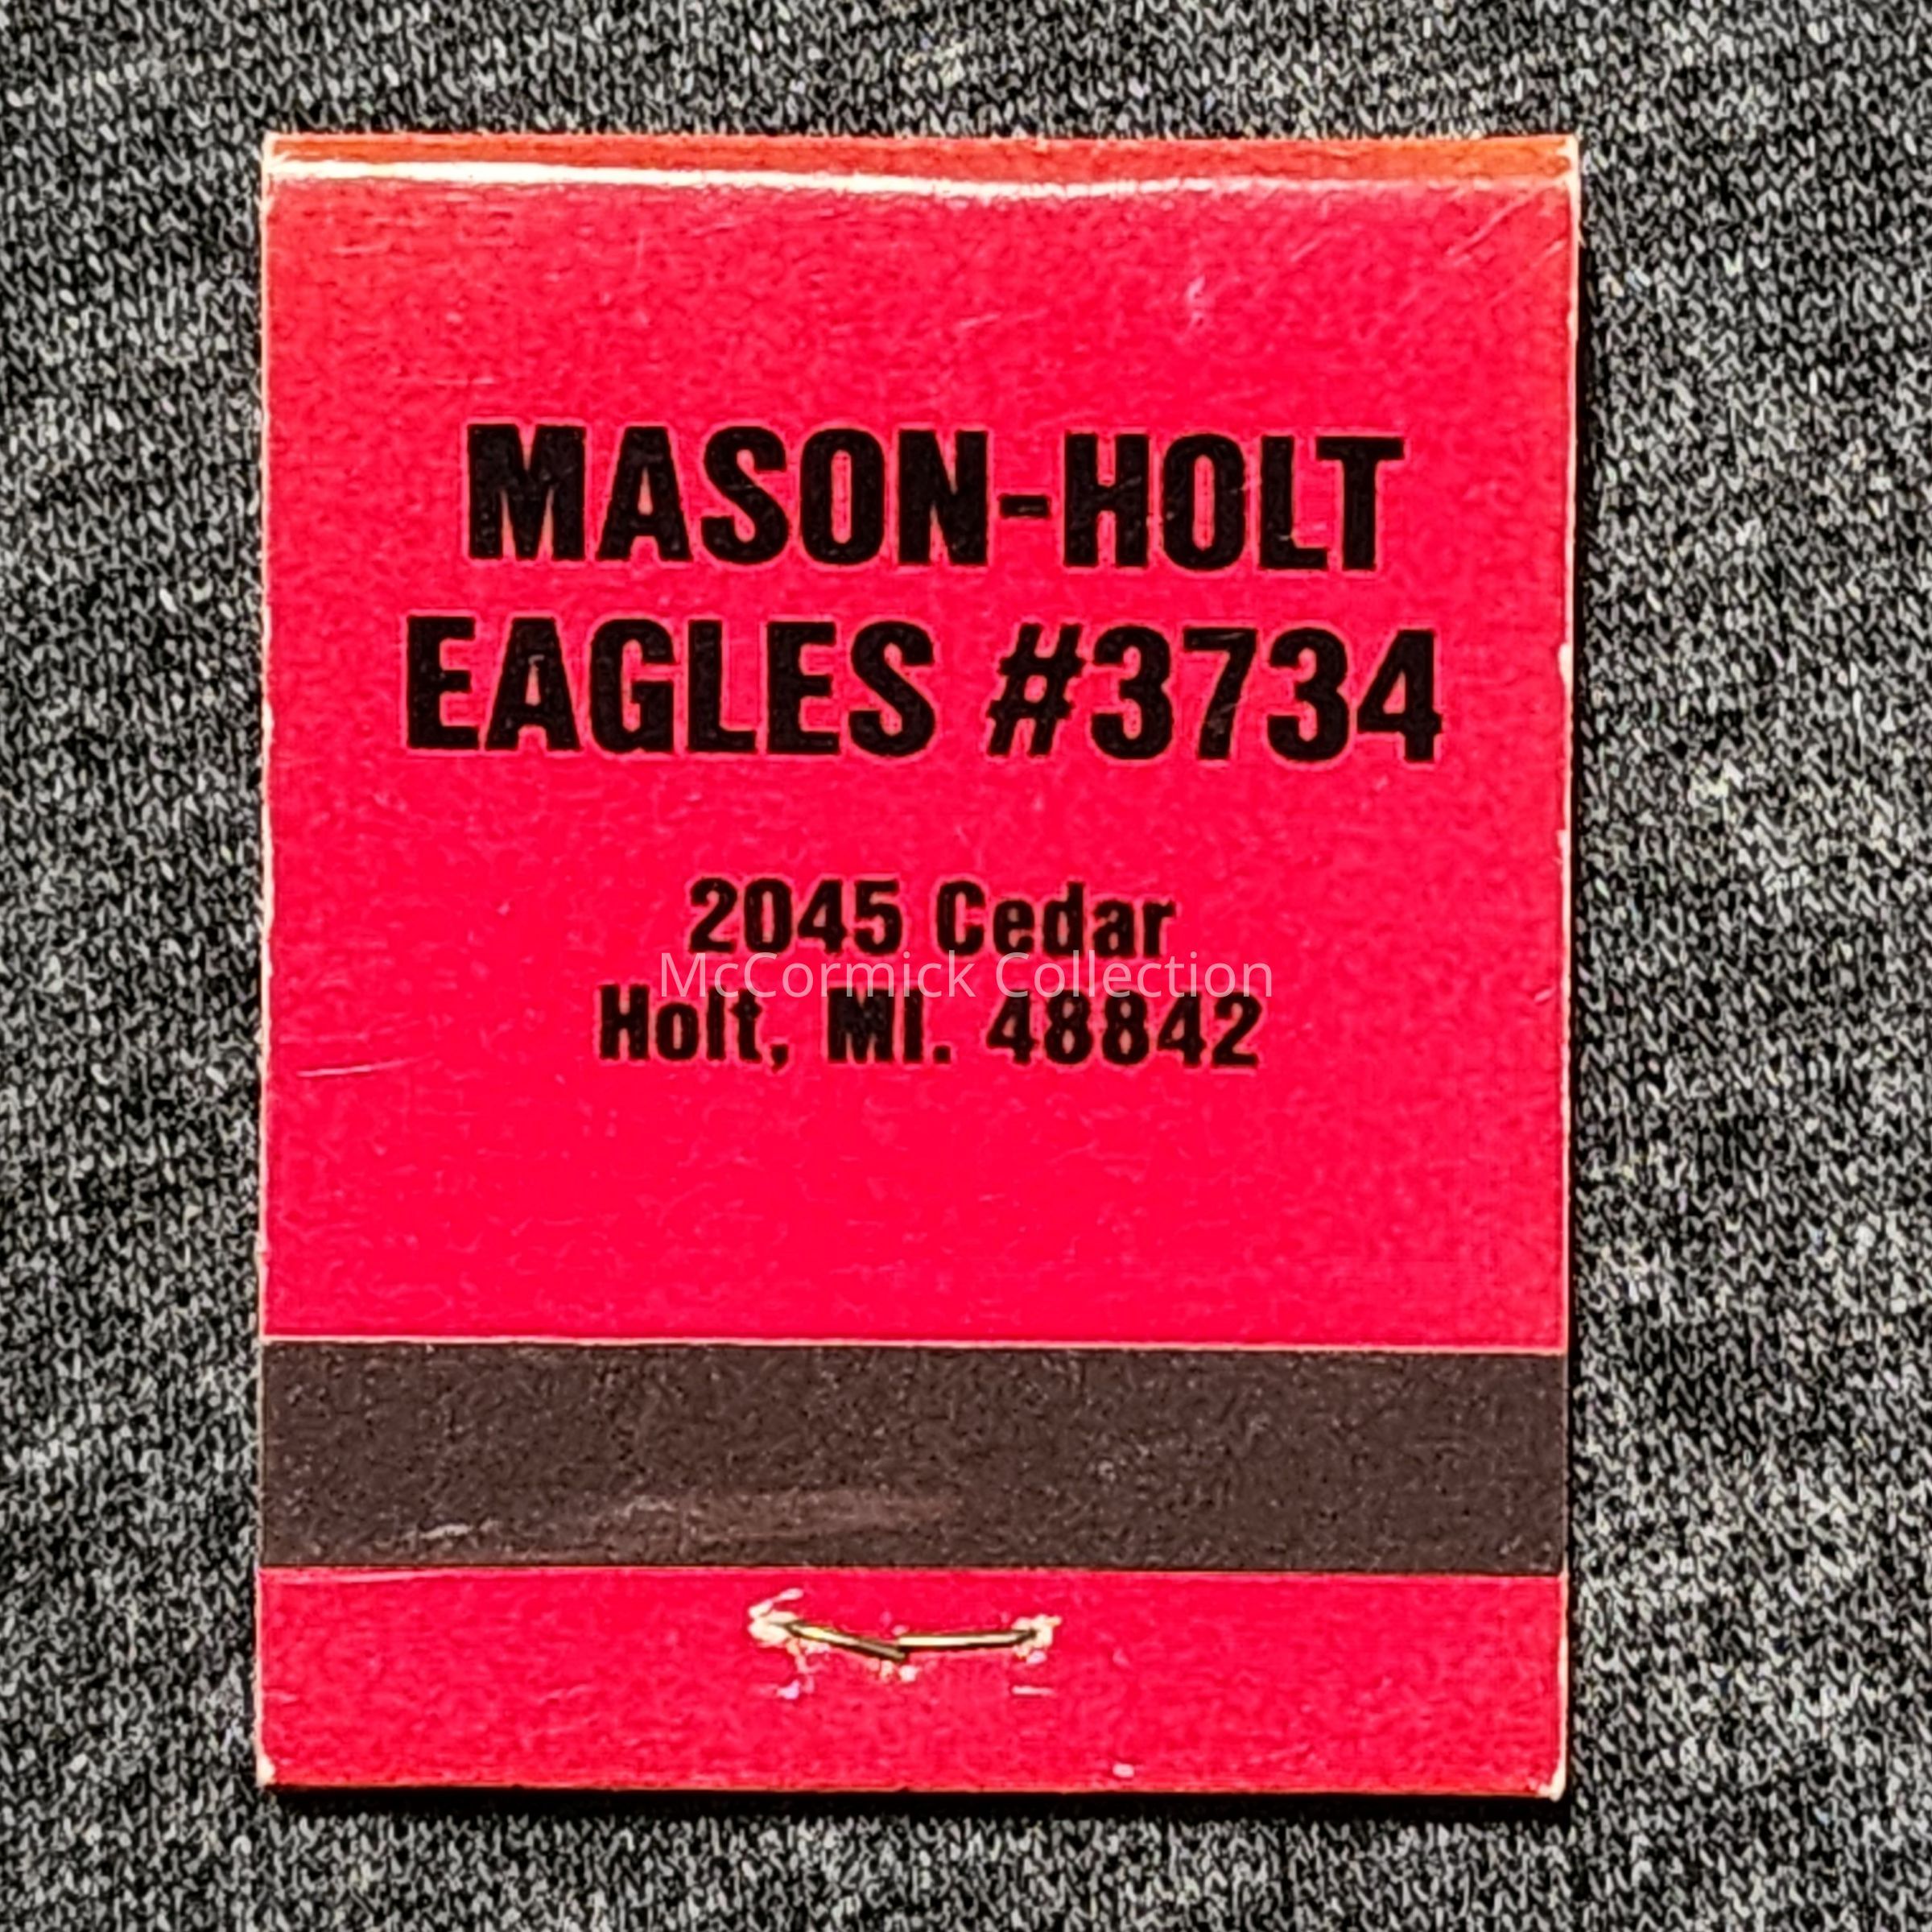 MASON-HOLT
EAGLES #3734
2045 Cedar
McCormick Collection
Holt, MI. 48842